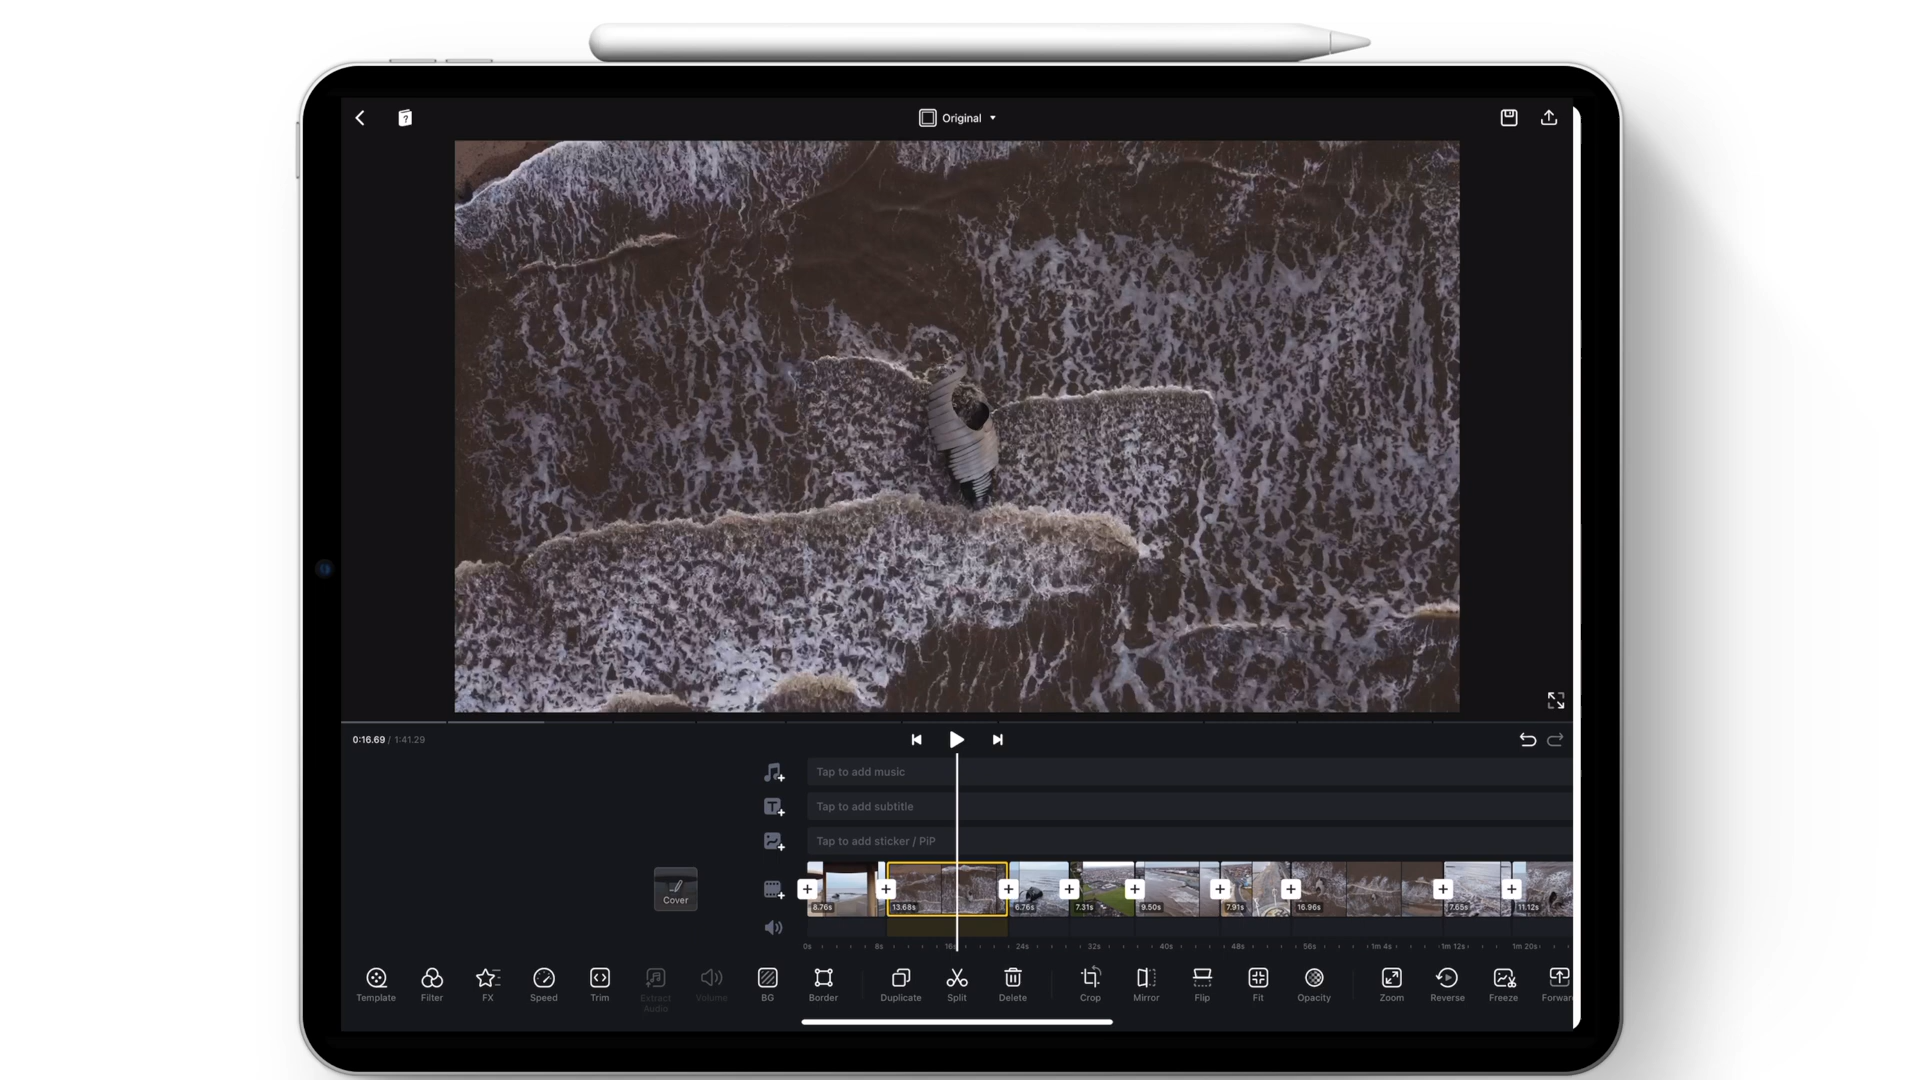 ?
Original
0:16.69 / 1:41.29
Tap to add music
Tap to add subtitle
Tap to add sticker / PiP
Cover
8.76s 13.68s 6.76s 7.31s 9.50s 7.91s 16.96s 7.65s 11.12s
0s 8s 16s 24s 32s 40s 48s 56s 1m 4s 1m 12s 1m 20s
Template Filter FX Speed Trim Extract Audio Volume BG Border Duplicate Split Delete Crop Mirror Flip Fit Opacity Zoom Reverse Freeze Forwar